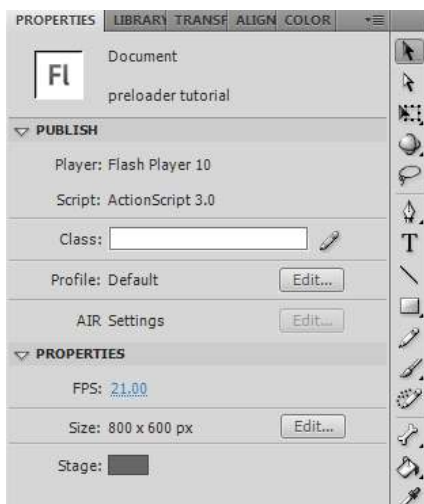 PROPERTIES LIBRARY TRANSF ALIGN COLOR
Fl
Document
preloader tutorial
PUBLISH
Player: Flash Player 10
Script: ActionScript 3.0
Class:
Profile: Default Edit...
AIR Settings Edit...
PROPERTIES
FPS: 21.00
Size: 800 x 600 px Edit...
Stage:
T